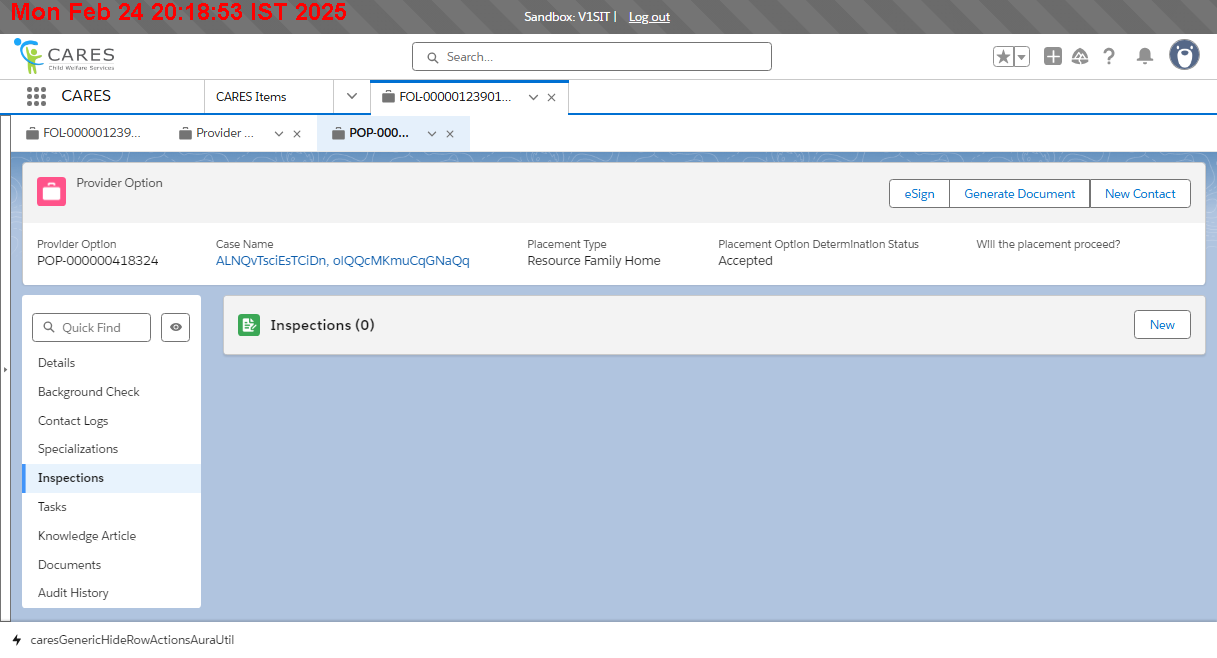 Mon Feb 24 20:18:53 IST 2025
Sandbox: V1SIT | Log out
CARES
Child Welfare Services
Search...
CARES
CARES Items
FOL-00000123901...
FOL-000001239...
Provider ...
POP-000...
Provider Option
eSign
Generate Document
New Contact
Provider Option
POP-000000418324
Case Name
ALNQvTsciEsTCiDn, olQQcMKmuCqGNaQq
Placement Type
Resource Family Home
Placement Option Determination Status
Accepted
Will the placement proceed?
Quick Find
Details
Background Check
Contact Logs
Specializations
Inspections
Tasks
Knowledge Article
Documents
Audit History
Inspections (0)
New
caresGenericHideRowActionsAuraUtil